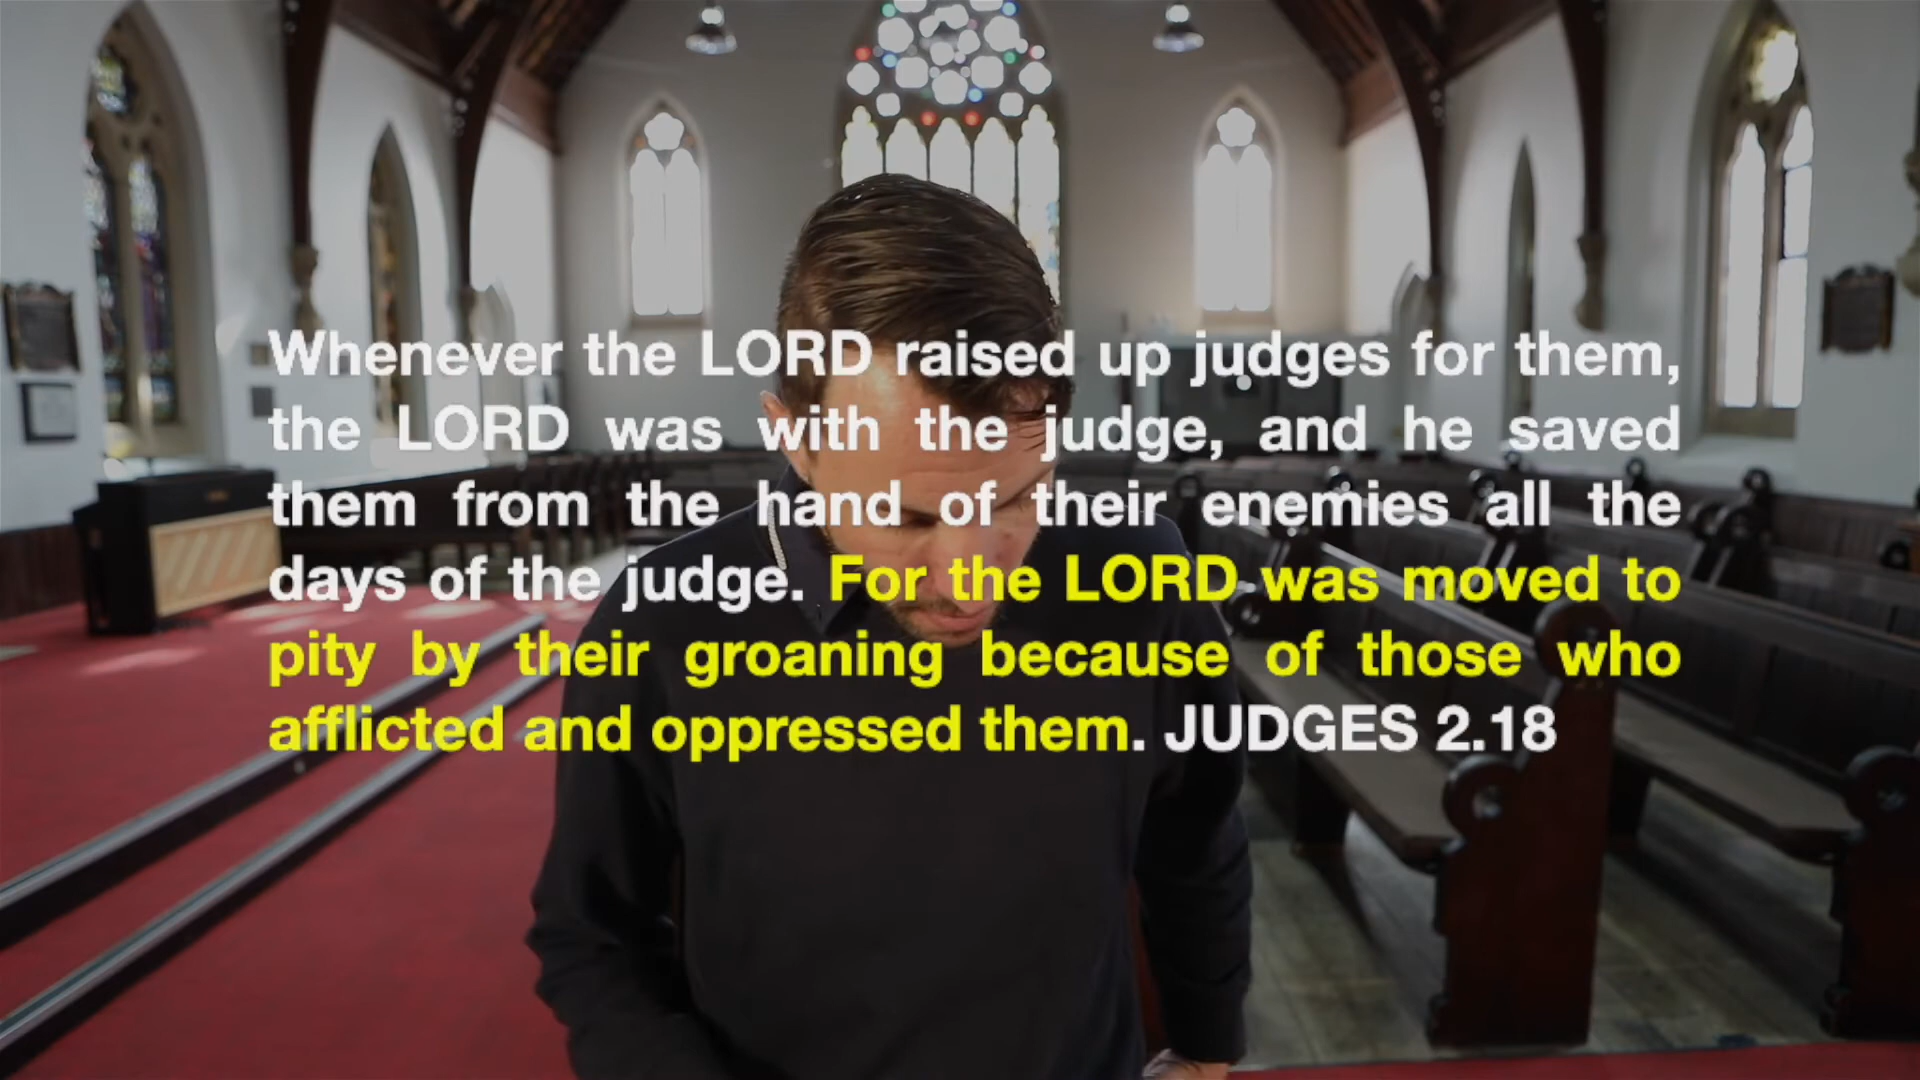 Whenever the LORD raised up judges for them,
the LORD was with the judge, and he saved
them from the hand of their enemies all the
days of the judge. For the LORD was moved to
pity by their groaning because of those who
afflicted and oppressed them. JUDGES 2.18